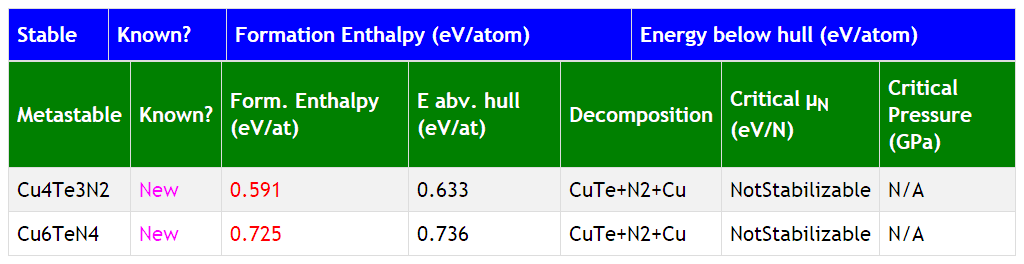 Stable Known? Formation Enthalpy (eV/atom) Energy below hull (eV/atom)
Metastable Known? Form. Enthalpy (eV/at) E abv. hull (eV/at) Decomposition Critical μN (eV/N) Critical Pressure (GPa)
Cu4Te3N2 New 0.591 0.633 CuTe+N2+Cu NotStabilizable N/A
Cu6TeN4 New 0.725 0.736 CuTe+N2+Cu NotStabilizable N/A